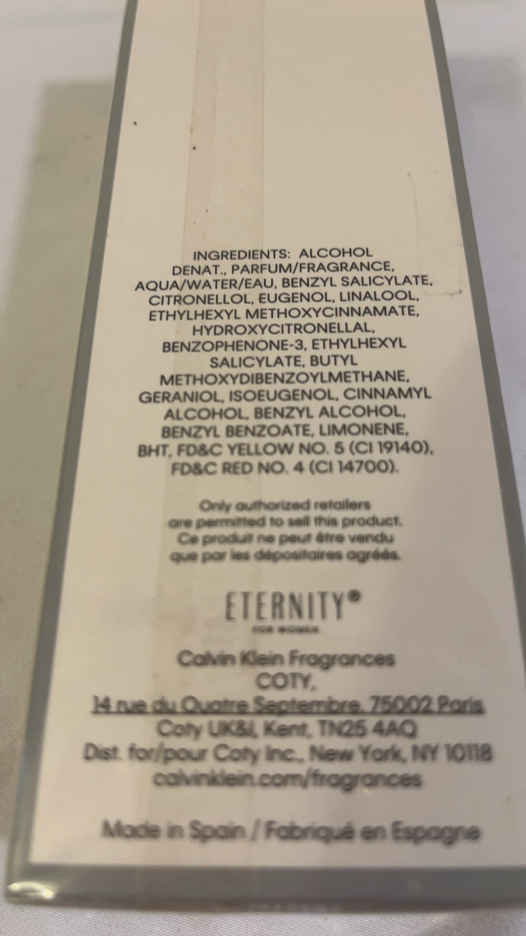 INGREDIENTS: ALCOHOL
DENAT., PARFUM/FRAGRANCE,
AQUA/WATER/EAU, BENZYL SALICYLATE,
CITRONELLOL, EUGENOL, LINALOOL,
ETHYLHEXYL METHOXYCINNAMATE,
HYDROXYCITRONELLAL,
BENZOPHENONE-3, ETHYLHEXYL
SALICYLATE, BUTYL
METHOXYDIBENZOYLMETHANE,
GERANIOL, ISOEUGENOL, CINNAMYL
ALCOHOL, BENZYL ALCOHOL,
BENZYL BENZOATE, LIMONENE,
BHT, FD&C YELLOW NO. 5 (CI 19140),
FD&C RED NO. 4 (CI 14700).
Only authorized retailers
are permitted to sell this product.
Ce produit ne peut être vendu
que par les dépositaires agréés.
ETERNITY®
FOR WOMEN
Calvin Klein Fragrances
COTY,
14 rue du Quatre Septembre, 75002 Paris
Coty UK&I, Kent, TN25 4AQ
Dist. for/pour Coty Inc., New York, NY 10118
calvinklein.com/fragrances
Made in Spain / Fabriqué en Espagne